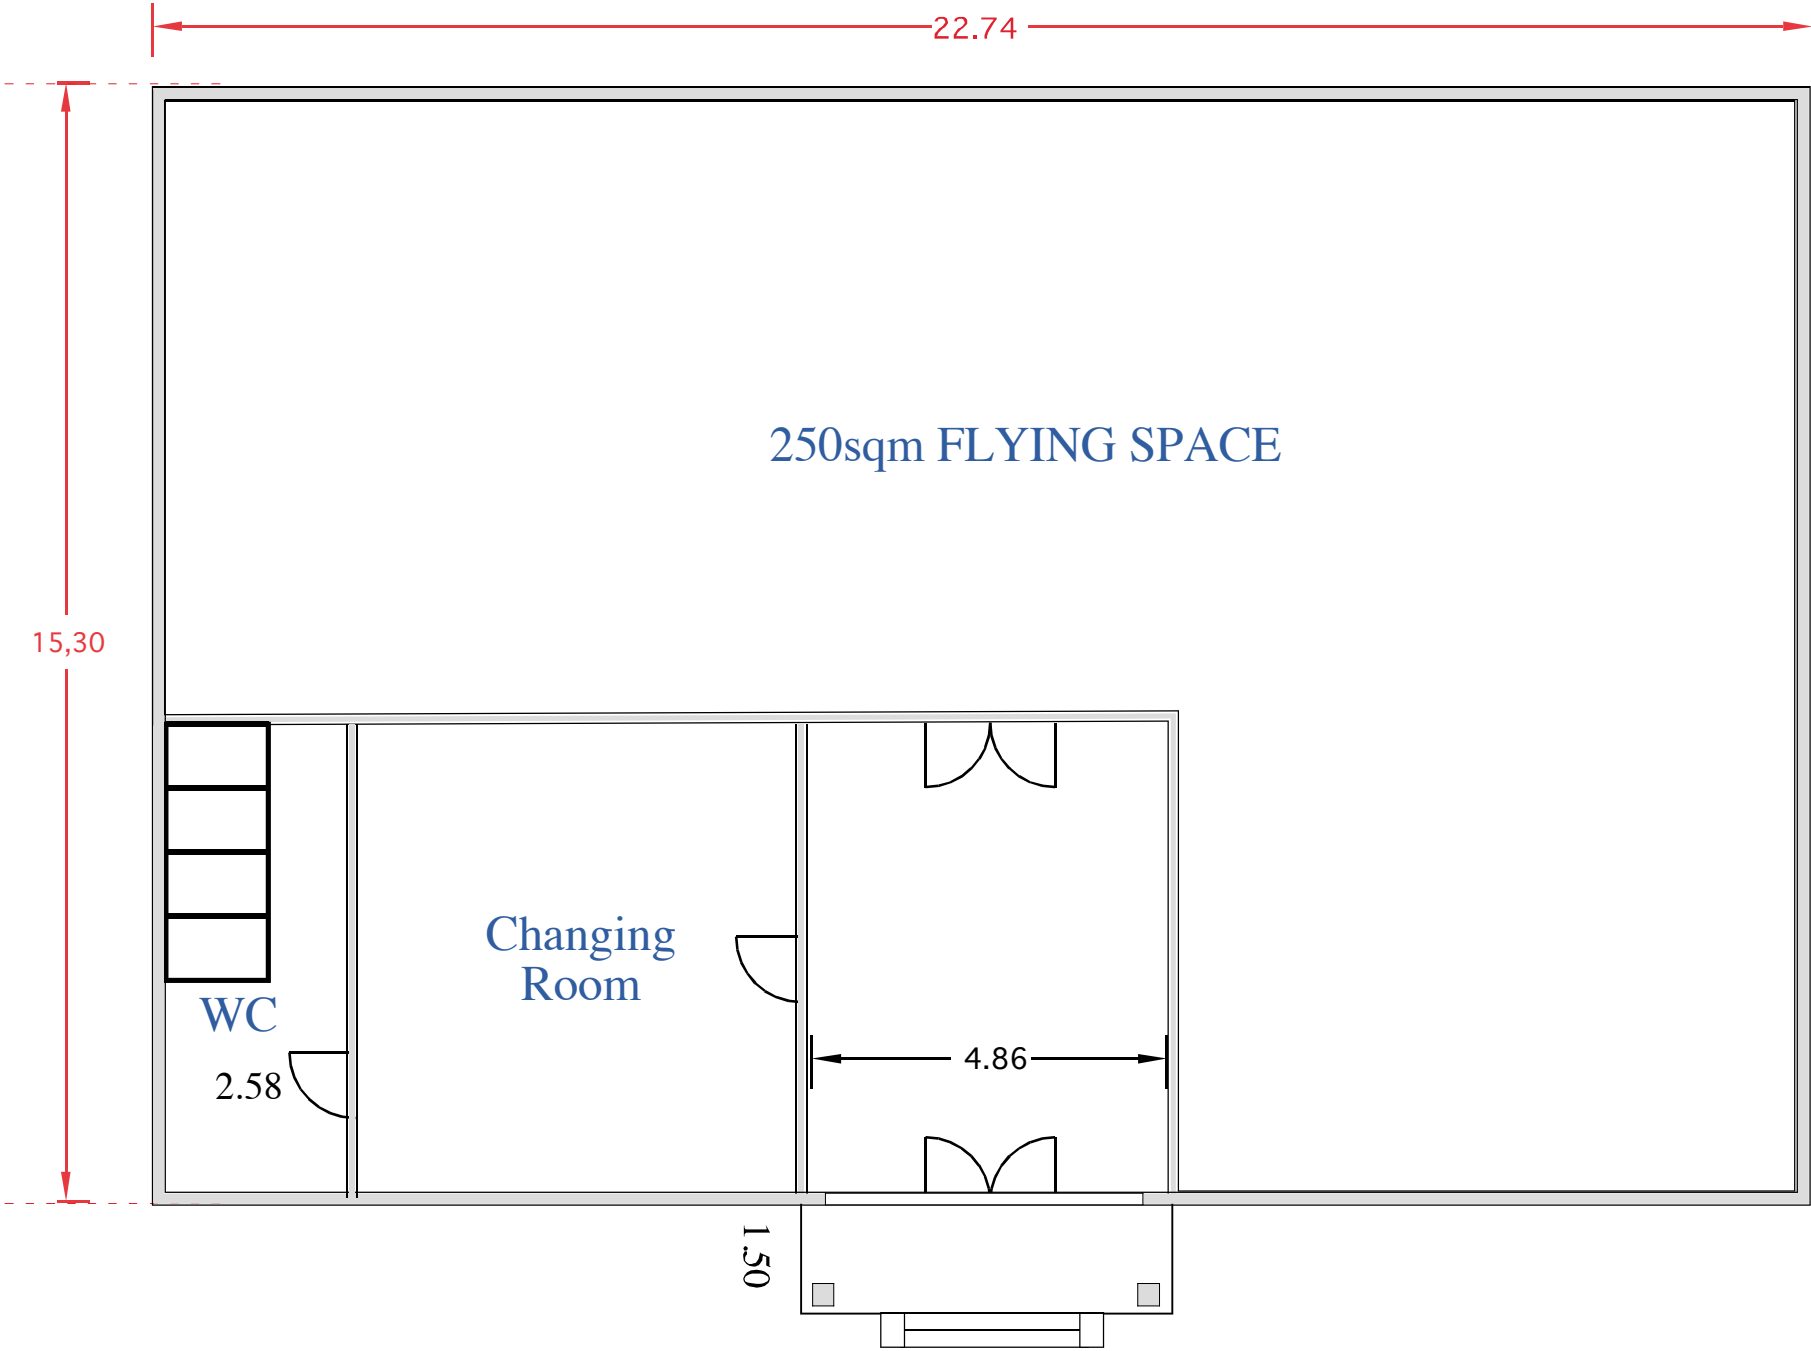 22.74
15,30
250sqm FLYING SPACE
Changing
Room
WC
2.58
4.86
1.50